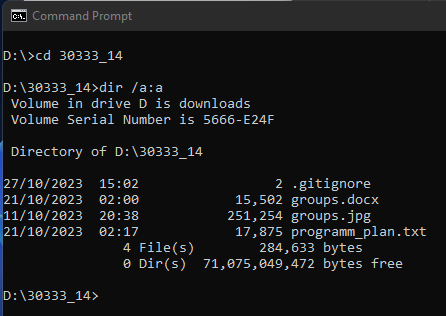 Command Prompt
D:\>cd 30333_14
D:\30333_14>dir /a:a
Volume in drive D is downloads
Volume Serial Number is 5666-E24F
Directory of D:\30333_14
27/10/2023  15:02                 2 .gitignore
21/10/2023  02:00            15,502 groups.docx
11/10/2023  20:38           251,254 groups.jpg
21/10/2023  02:17            17,875 programm_plan.txt
4 File(s)        284,633 bytes
0 Dir(s)  71,075,049,472 bytes free
D:\30333_14>